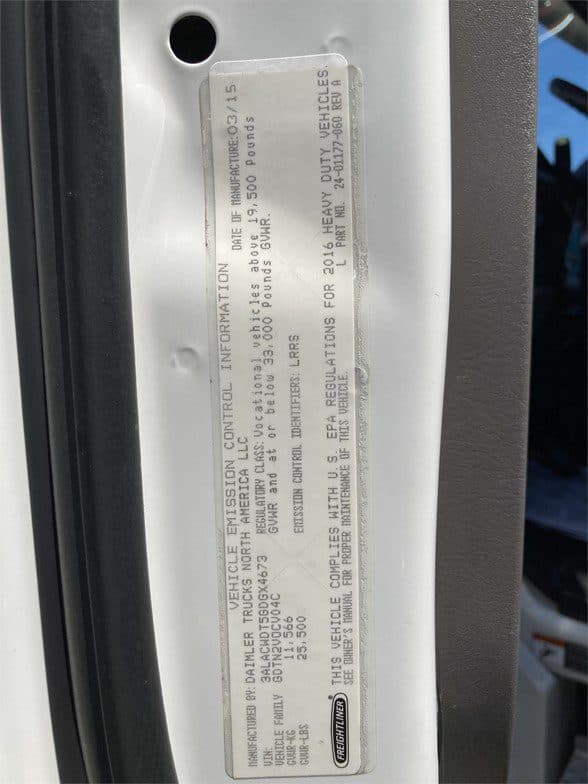 VEHICLE EMISSION CONTROL INFORMATION
MANUFACTURED BY: DAIMLER TRUCKS NORTH AMERICA LLC DATE OF MANUFACTURE: 03/15
VIN: 3ALACWDT5GDGX4673 REGULATORY CLASS: Vocational vehicles above 19,500 Pounds
VEHICLE FAMILY GDTN2VOCV04C GVWR and at or below 33,000 Pounds GVWR.
GVWR-KG 11,566
GVWR-LBS 25,500 EMISSION CONTROL IDENTIFIERS: LRRS
THIS VEHICLE COMPLIES WITH U.S. EPA REGULATIONS FOR 2016 HEAVY DUTY VEHICLES.
SEE OWNER'S MANUAL FOR PROPER MAINTENANCE OF THIS VEHICLE. L PART NO. 24-01177-060 REV A
FREIGHTLINER®